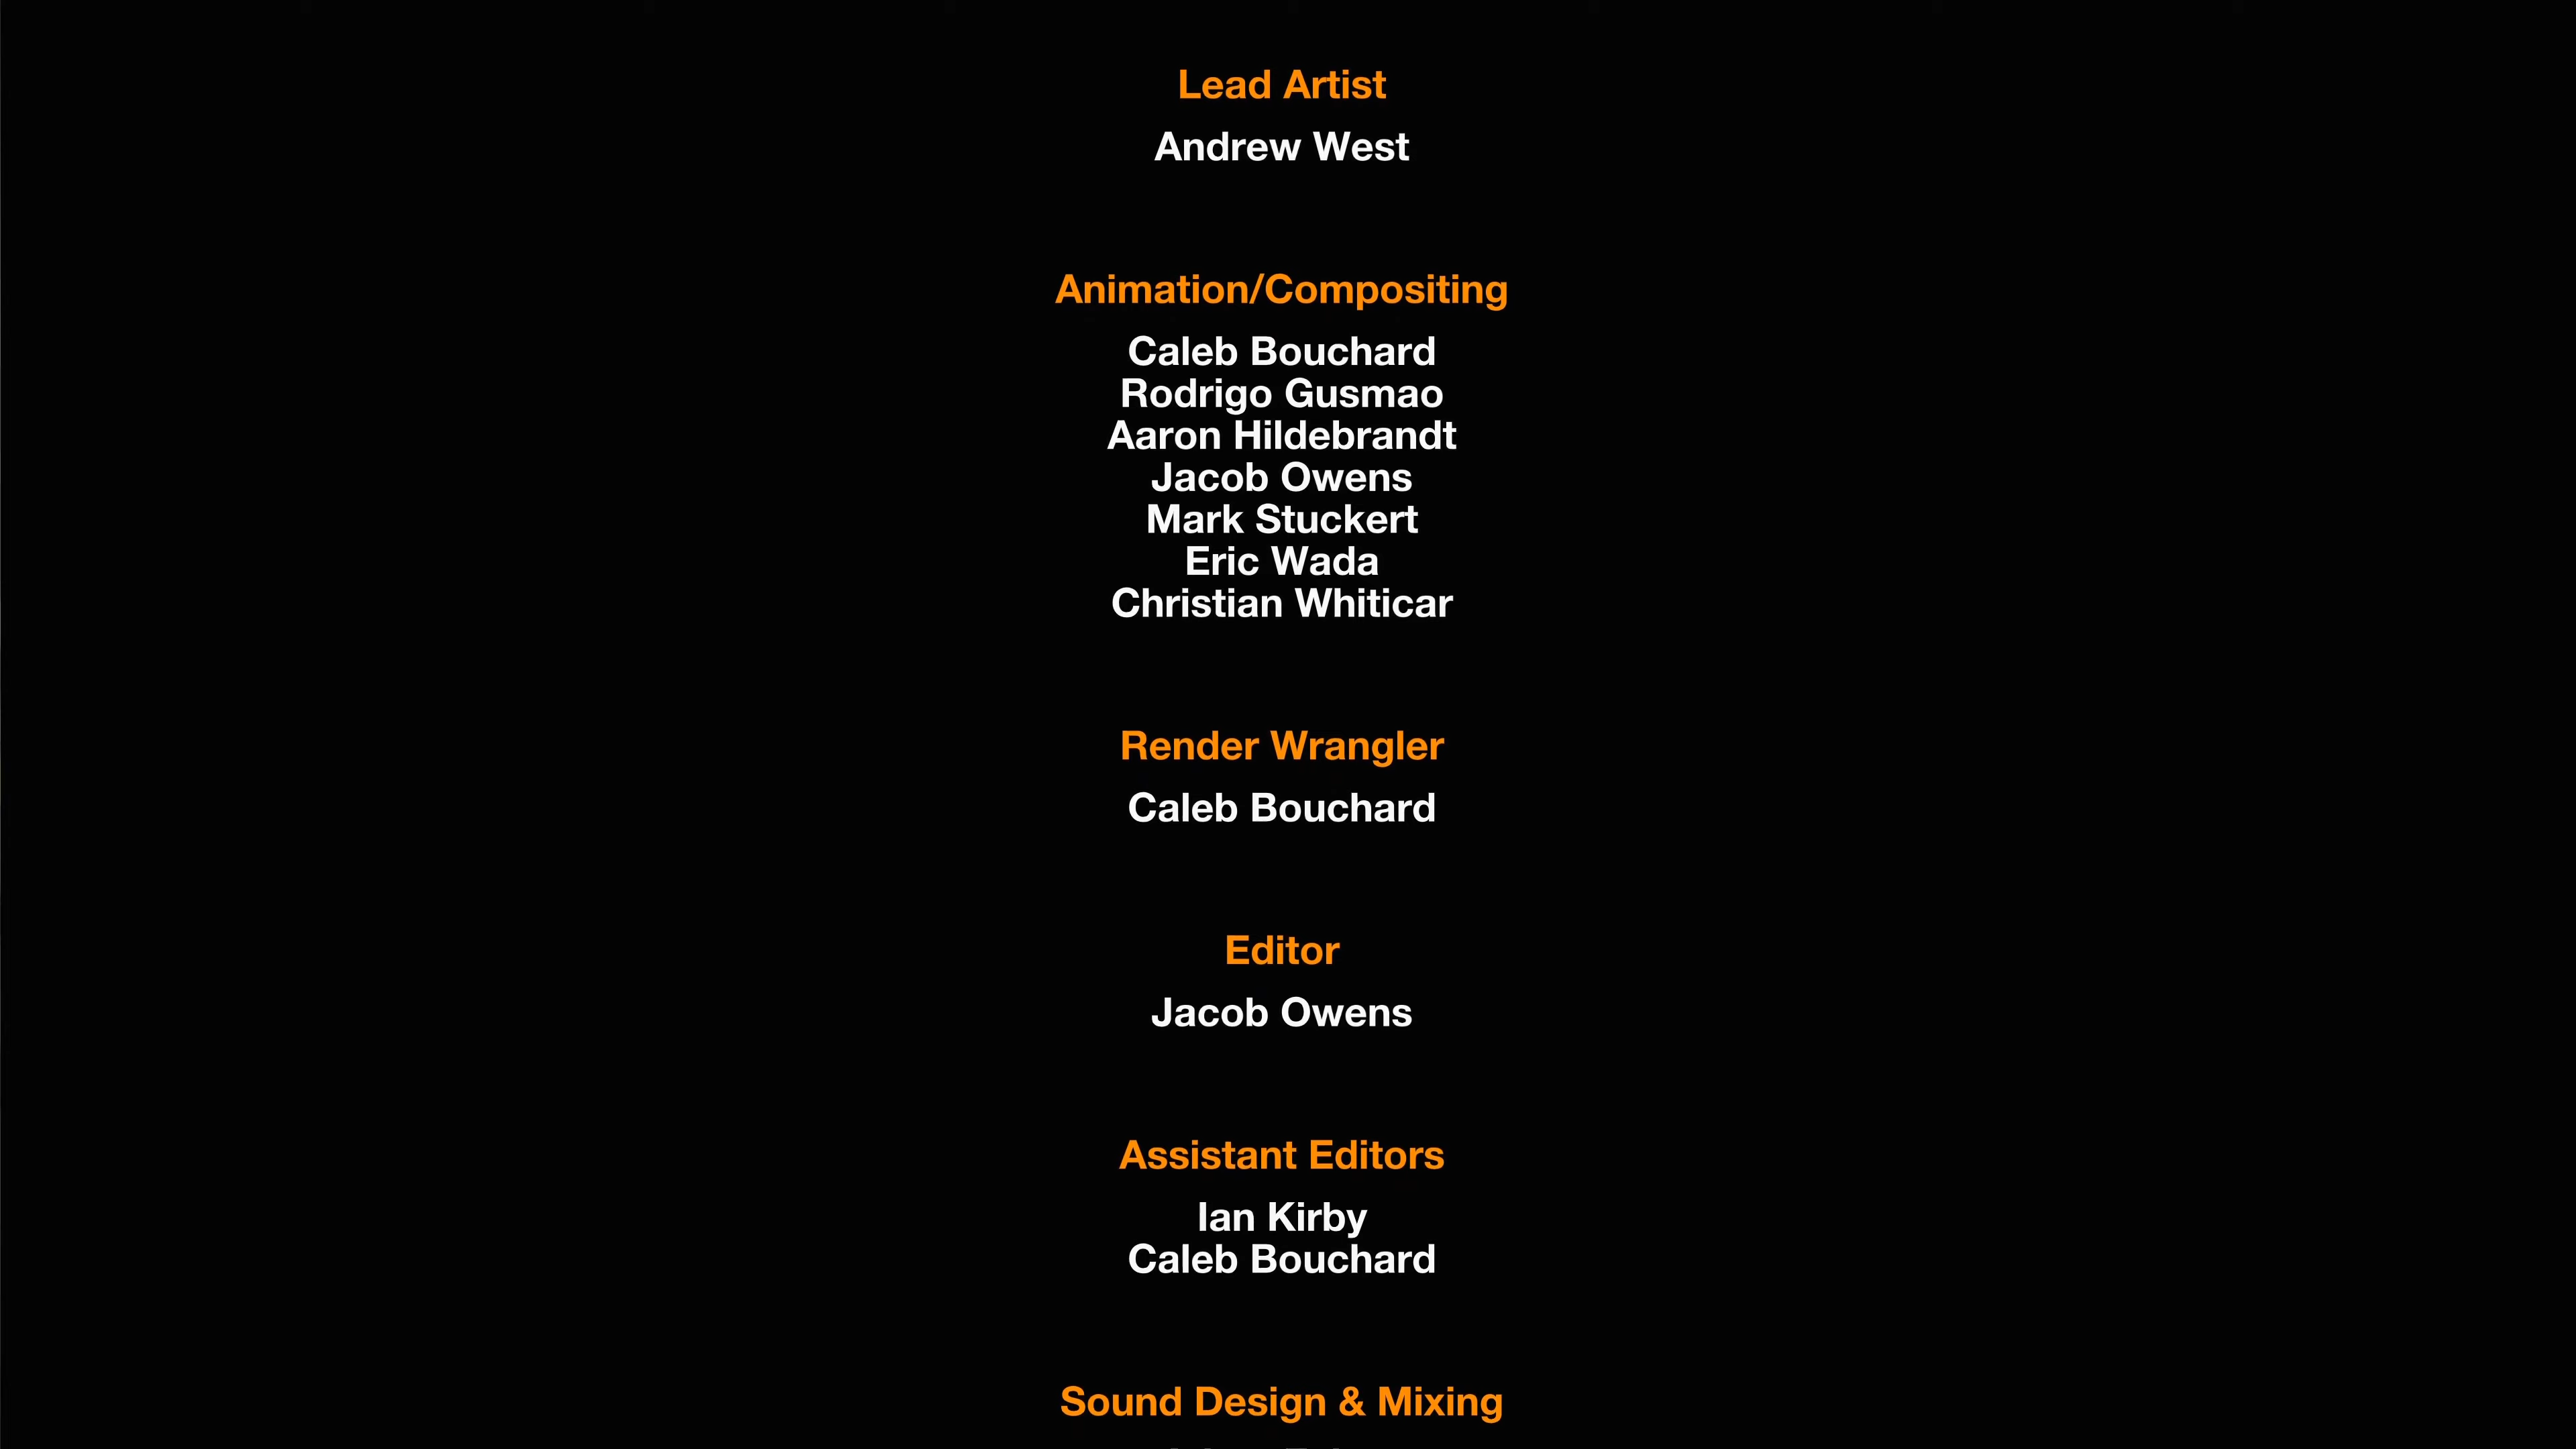 Lead Artist
Andrew West
Animation/Compositing
Caleb Bouchard
Rodrigo Gusmao
Aaron Hildebrandt
Jacob Owens
Mark Stuckert
Eric Wada
Christian Whiticar
Render Wrangler
Caleb Bouchard
Editor
Jacob Owens
Assistant Editors
Ian Kirby
Caleb Bouchard
Sound Design & Mixing